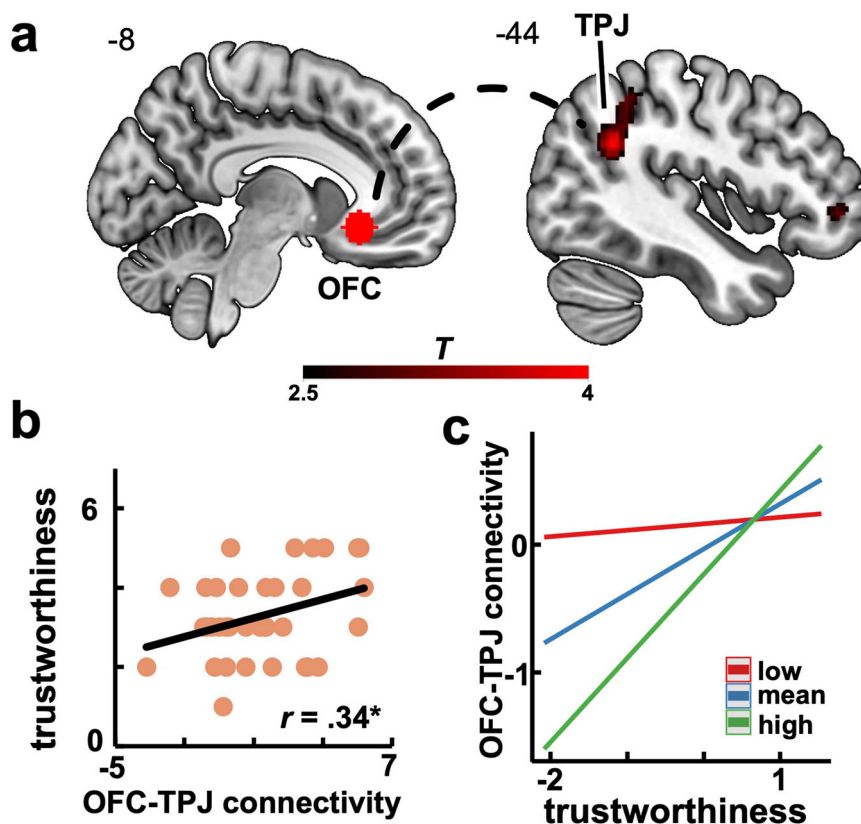 a
-8
-44
TPJ
OFC
T
2.5
4
b
trustworthiness
6
0
-5
7
r = .34*
OFC-TPJ connectivity
c
OFC-TPJ connectivity
0
-1
low
mean
high
-2
1
trustworthiness